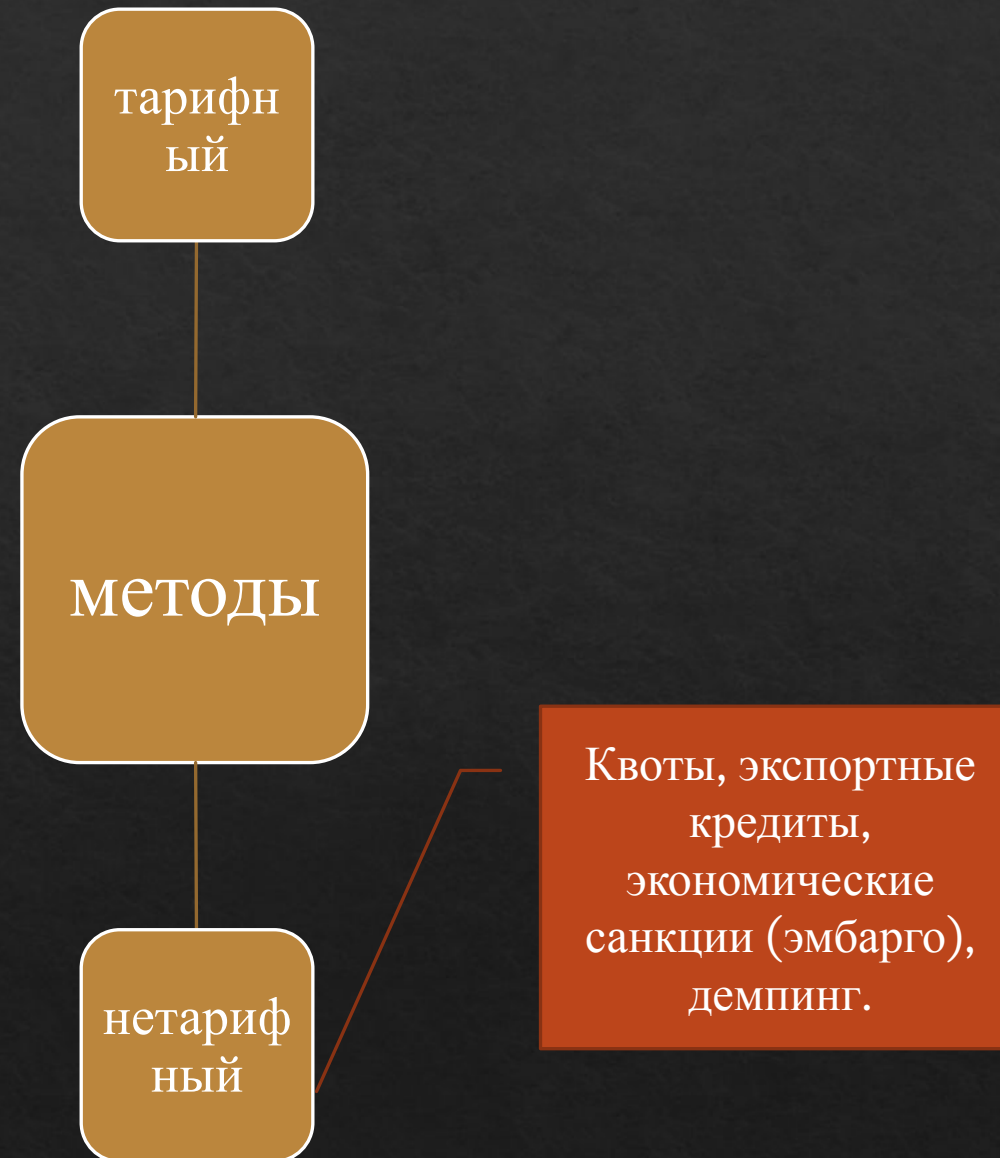 тарифн
ый
методы
Квоты, экспортные
кредиты,
экономические
санкции (эмбарго),
демпинг.
нетариф
ный